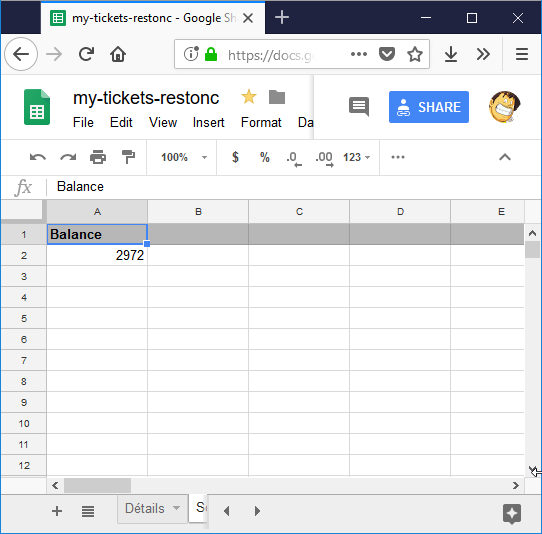 my-tickets-restonc - Google Sh
https://docs.g
my-tickets-restonc
File Edit View Insert Format Da
SHARE
100% $ % .0 .00 123
fx Balance
A B C D E
1 Balance
2 2972
3
4
5
6
7
8
9
10
11
12
Détails